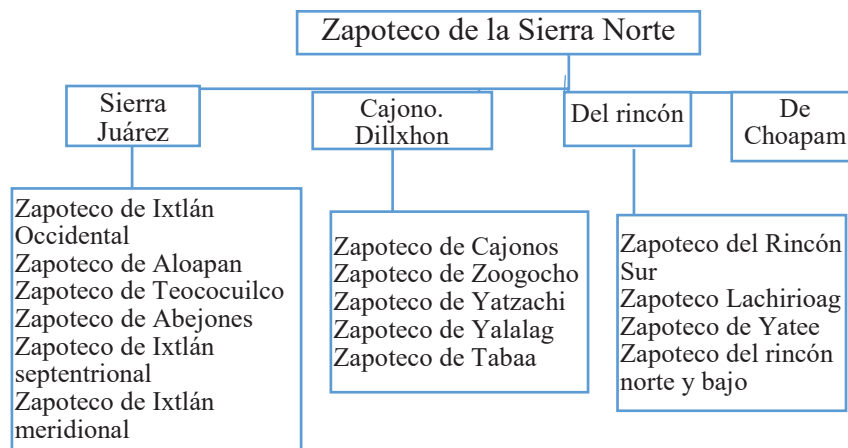 Zapoteco de la Sierra Norte
Sierra
Juárez
Cajono.
Dillxhon
Del rincón
De
Choapam
Zapoteco de Ixtlán
Occidental
Zapoteco de Aloapan
Zapoteco de Teococuilco
Zapoteco de Abejones
Zapoteco de Ixtlán
septentrional
Zapoteco de Ixtlán
meridional
Zapoteco de Cajonos
Zapoteco de Zoogocho
Zapoteco de Yatzachi
Zapoteco de Yalalag
Zapoteco de Tabaa
Zapoteco del Rincón
Sur
Zapoteco Lachirioag
Zapoteco de Yatee
Zapoteco del rincón
norte y bajo